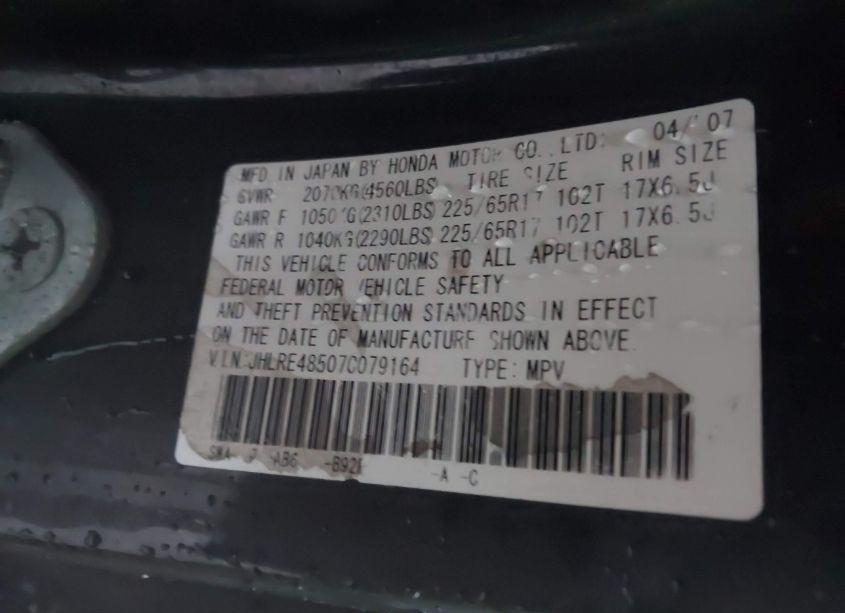 MFD. IN JAPAN BY HONDA MOTOR CO., LTD. 04/'07
GVWR 2070KG(4560LBS) TIRE SIZE RIM SIZE
GAWR F 1050KG(2310LBS) 225/65R17 102T 17X6.5J
GAWR R 1040KG(2290LBS) 225/65R17 102T 17X6.5J
THIS VEHICLE CONFORMS TO ALL APPLICABLE
FEDERAL MOTOR VEHICLE SAFETY
AND THEFT PREVENTION STANDARDS IN EFFECT
ON THE DATE OF MANUFACTURE SHOWN ABOVE.
V.I.N:JHLRE48507C079164 TYPE: MPV
-A -C